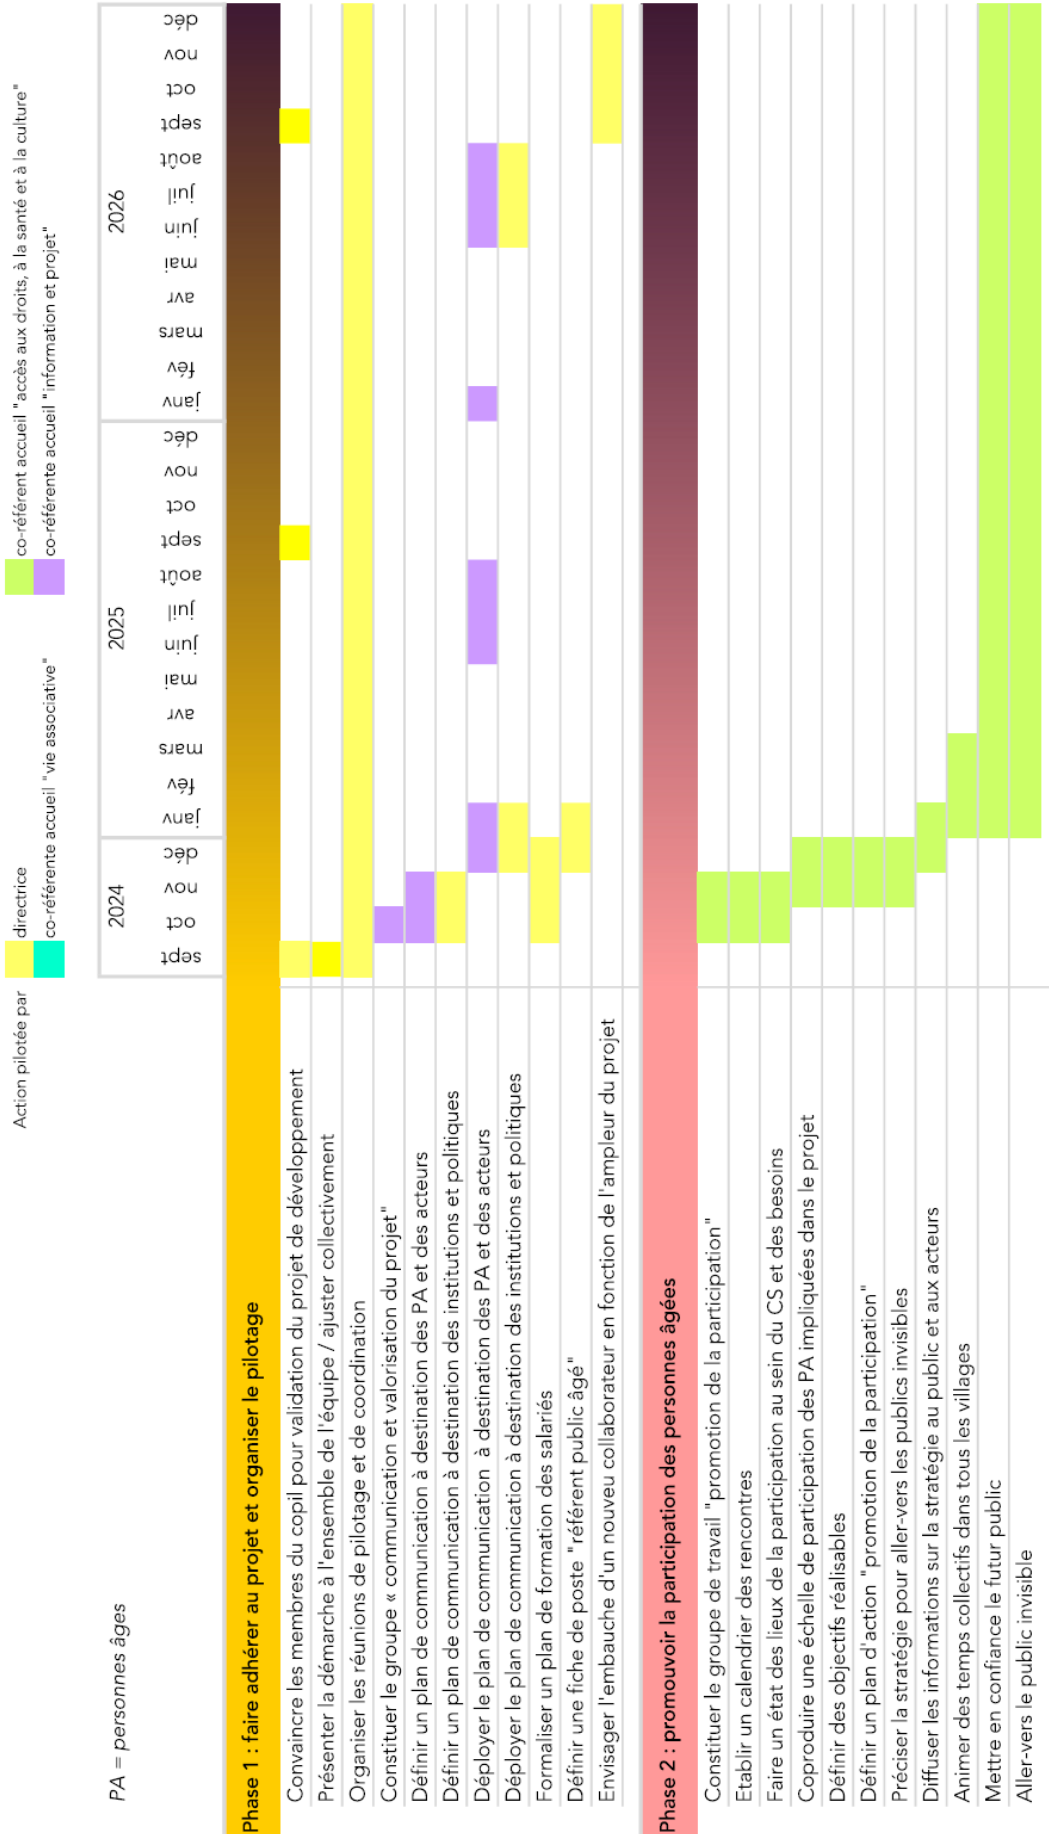 Action pilotée par
directrice
co-référent accueil "accès aux droits, à la santé et à la culture"
co-référente accueil "vie associative"
co-référente accueil "information et projet"
PA = personnes âges
2024
2025
2026
sept
oct
nov
déc
janv
fév
mars
avr
mai
juin
juil
août
sept
oct
nov
déc
janv
fév
mars
avr
mai
juin
juil
août
sept
oct
nov
déc
Phase 1 : faire adhérer au projet et organiser le pilotage
Convaincre les membres du copil pour validation du projet de développement
Présenter la démarche à l'ensemble de l'équipe / ajuster collectivement
Organiser les réunions de pilotage et de coordination
Constituer le groupe « communication et valorisation du projet"
Définir un plan de communication à destination des PA et des acteurs
Définir un plan de communication à destination des institutions et politiques
Déployer le plan de communication à destination des PA et des acteurs
Déployer le plan de communication à destination des institutions et politiques
Formaliser un plan de formation des salariés
Définir une fiche de poste "référent public âgé"
Envisager l'embauche d'un nouveu collaborateur en fonction de l'ampleur du projet
Phase 2 : promouvoir la participation des personnes âgées
Constituer le groupe de travail "promotion de la participation"
Etablir un calendrier des rencontres
Faire un état des lieux de la participation au sein du CS et des besoins
Coproduire une échelle de participation des PA impliquées dans le projet
Définir des objectifs réalisables
Définir un plan d'action "promotion de la participation"
Préciser la stratégie pour aller-vers les publics invisibles
Diffuser les informations sur la stratégie au public et aux acteurs
Animer des temps collectifs dans tous les villages
Mettre en confiance le futur public
Aller-vers le public invisible